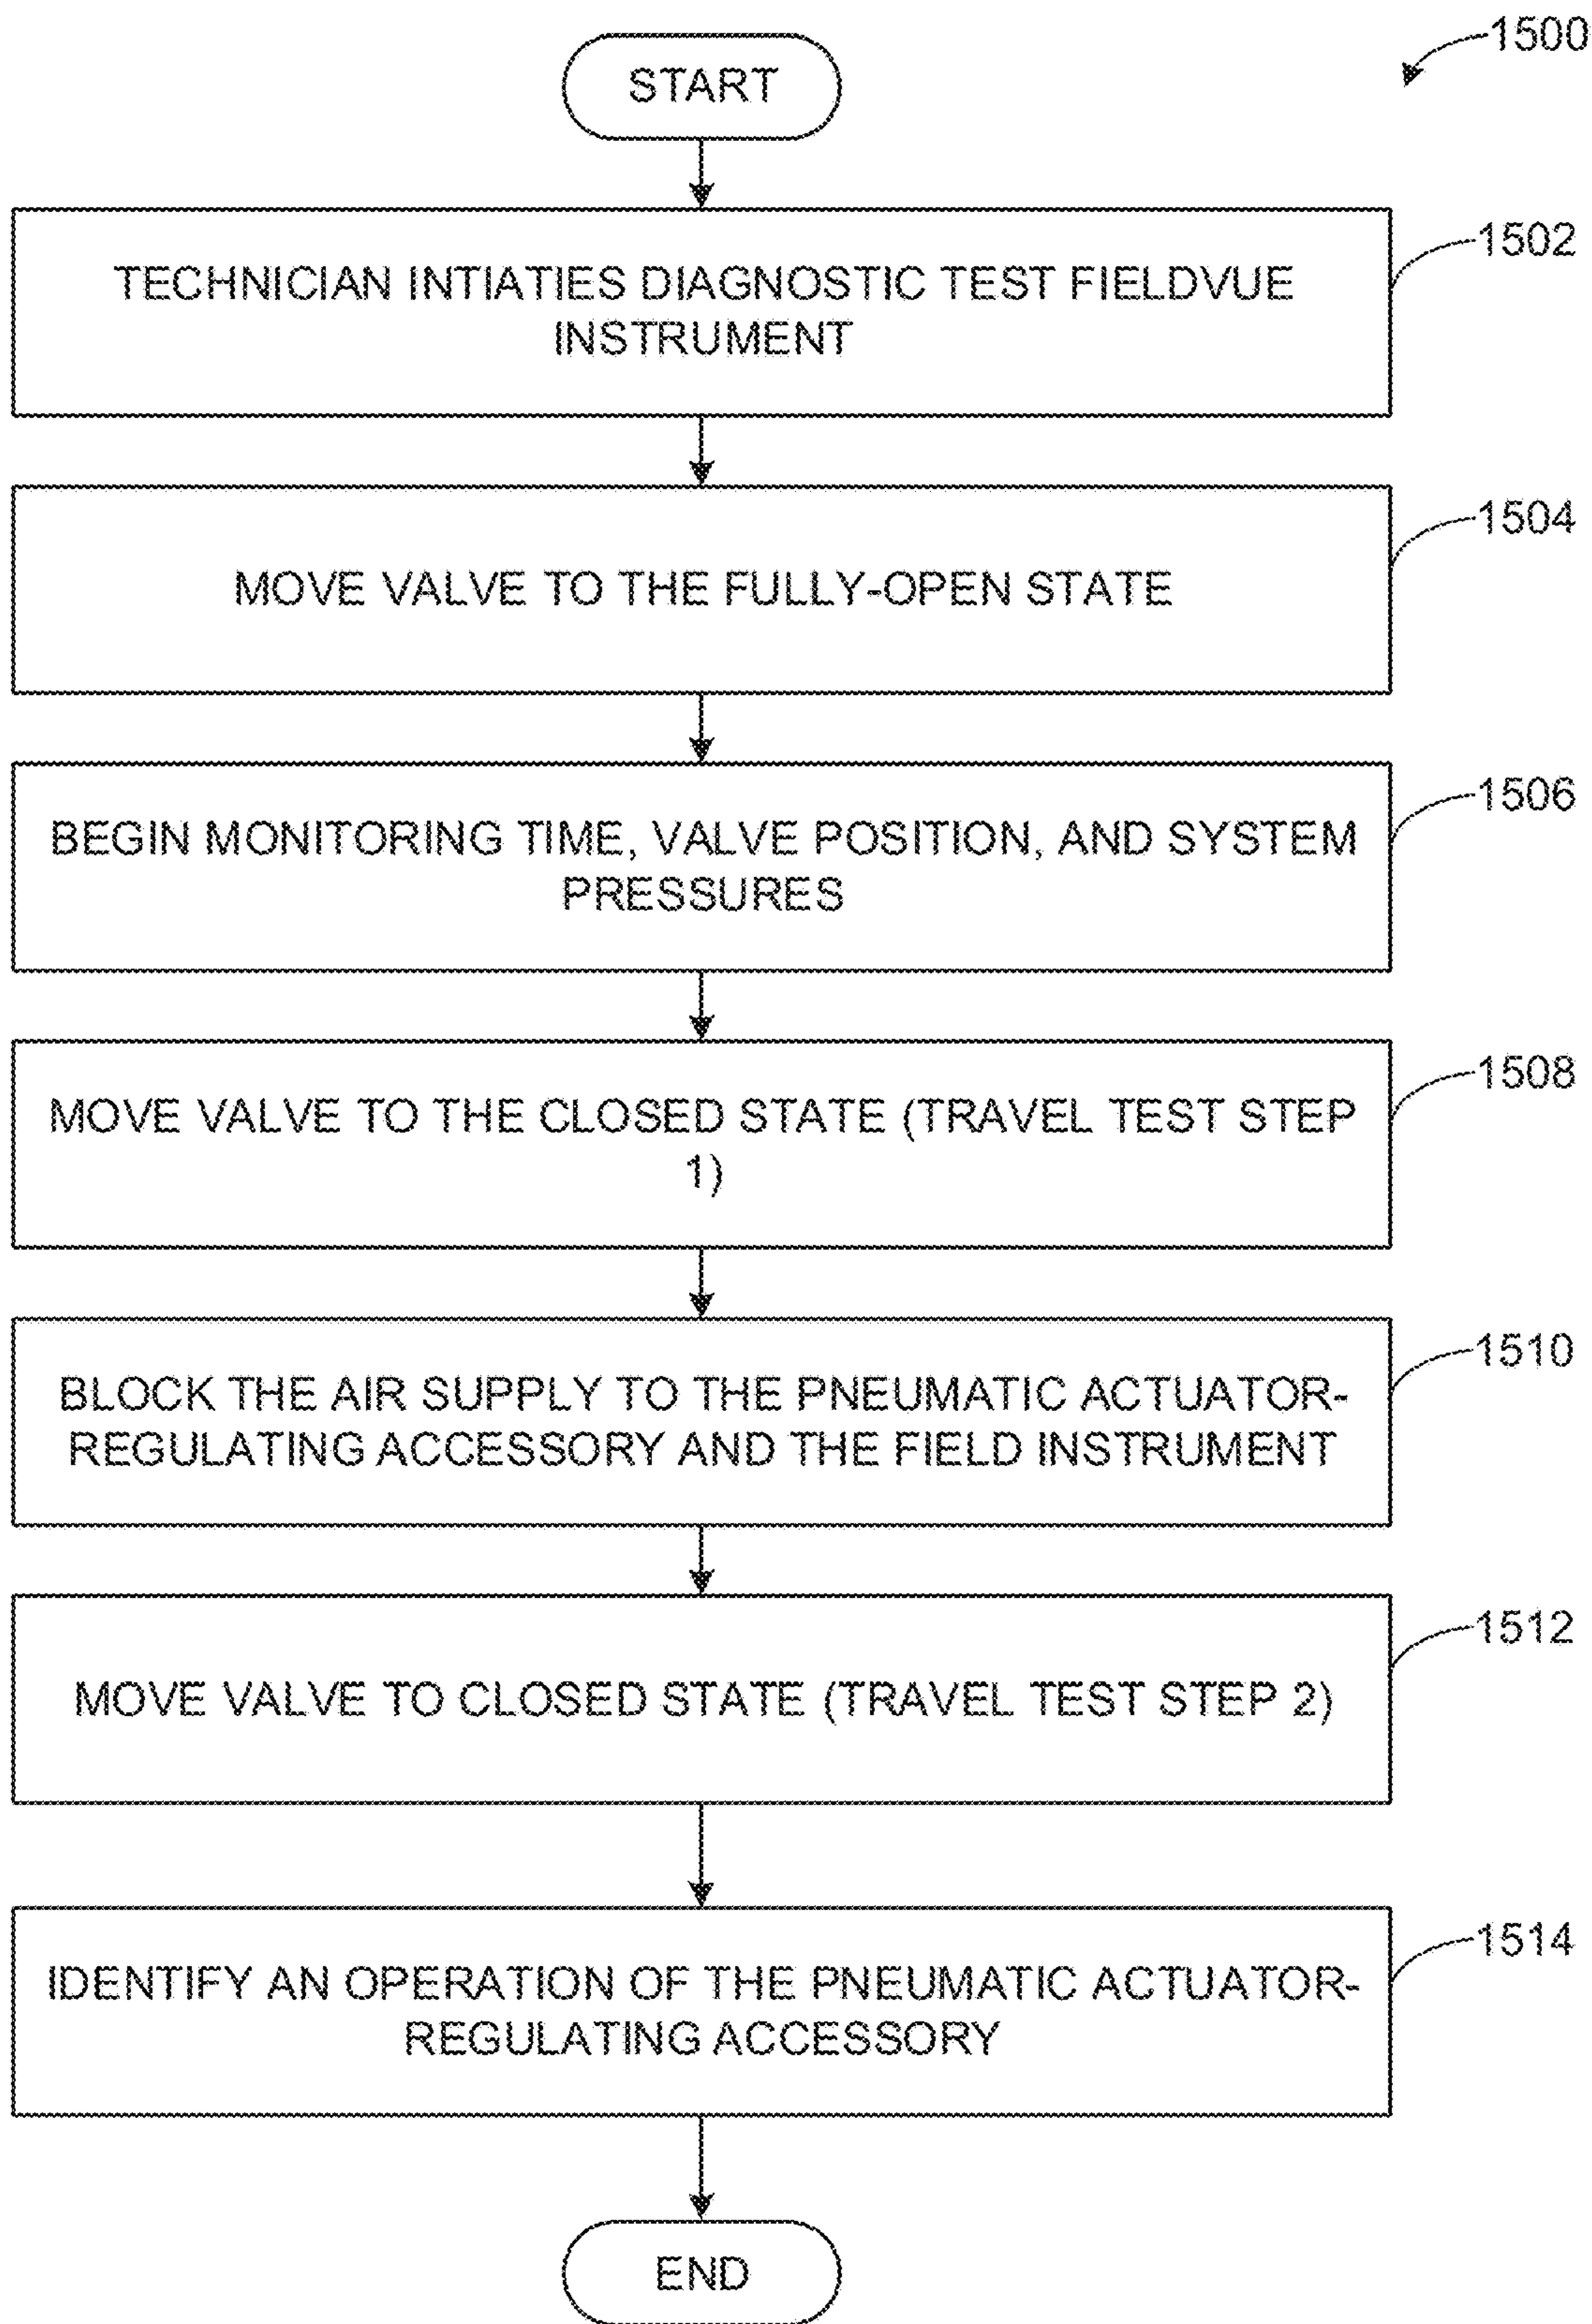 1500
START
1502
TECHNICIAN INTIATIES DIAGNOSTIC TEST FIELDVUE
INSTRUMENT
1504
MOVE VALVE TO THE FULLY-OPEN STATE
1506
BEGIN MONITORING TIME, VALVE POSITION, AND SYSTEM
PRESSURES
1508
MOVE VALVE TO THE CLOSED STATE (TRAVEL TEST STEP
1)
1510
BLOCK THE AIR SUPPLY TO THE PNEUMATIC ACTUATOR-
REGULATING ACCESSORY AND THE FIELD INSTRUMENT
1512
MOVE VALVE TO CLOSED STATE (TRAVEL TEST STEP 2)
1514
IDENTIFY AN OPERATION OF THE PNEUMATIC ACTUATOR-
REGULATING ACCESSORY
END